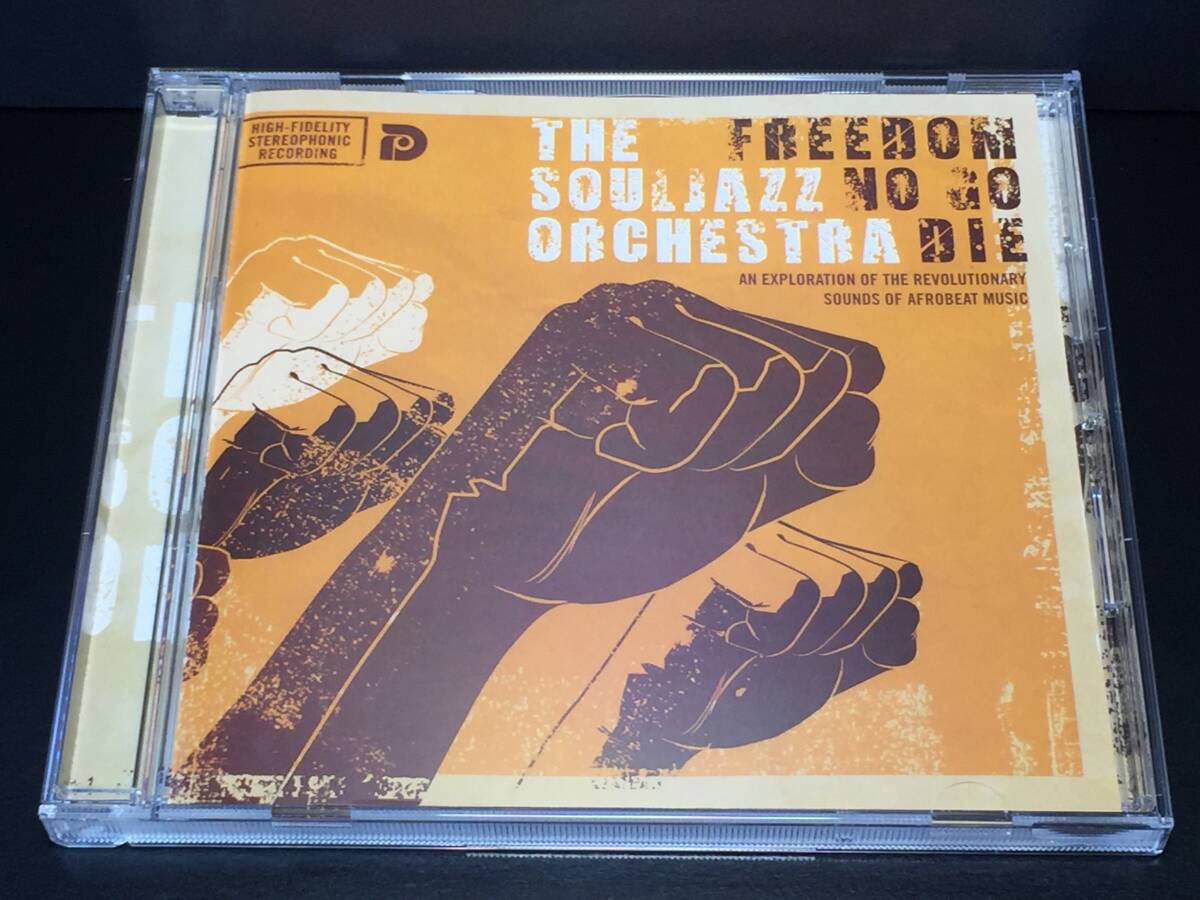 HIGH-FIDELITY
STEREOPHONIC
RECORDING
THE
SOULJAZZ
ORCHESTRA
FREEDOM
NO GO
DIE
AN EXPLORATION OF THE REVOLUTIONARY
SOUNDS OF AFROBEAT MUSIC